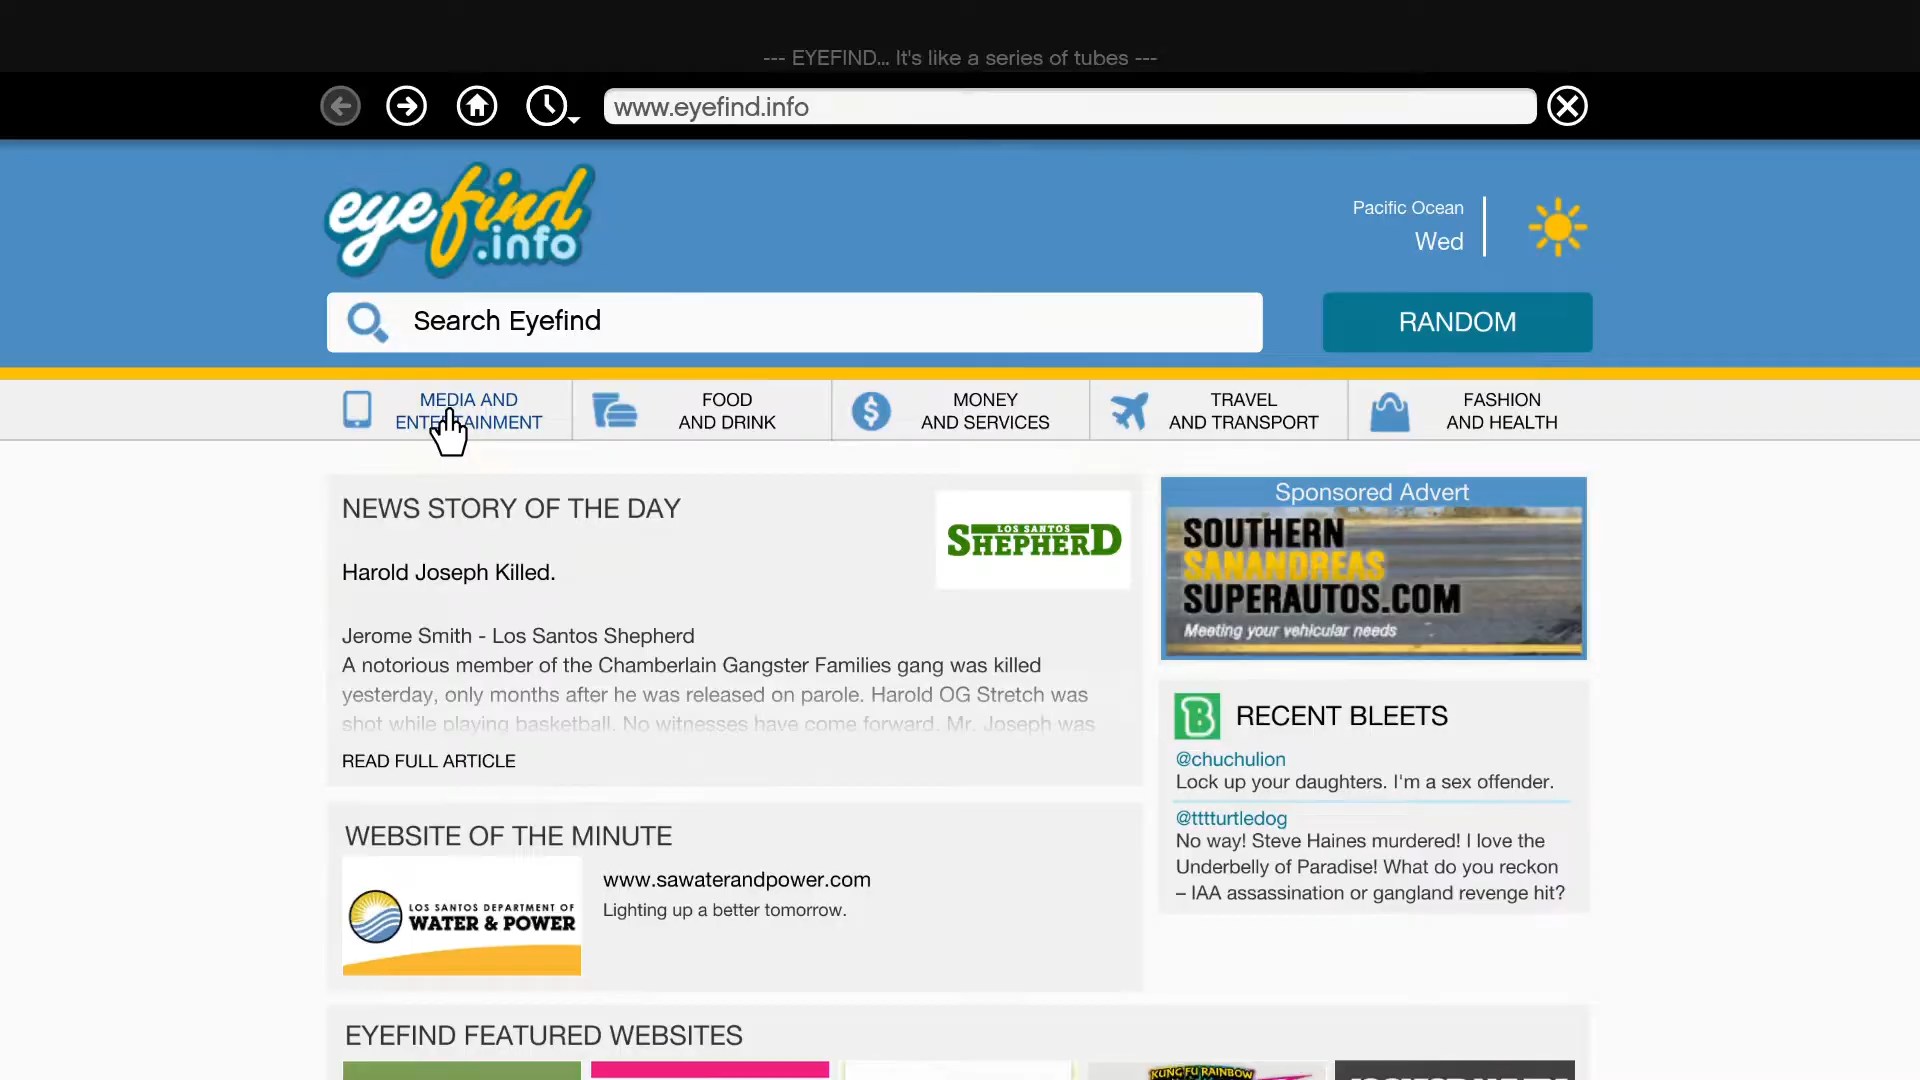 --- EYEFIND... It's like a series of tubes ---
www.eyefind.info
eyefind
.info
Pacific Ocean
Wed
Search Eyefind
RANDOM
MEDIA AND
ENTERTAINMENT
FOOD
AND DRINK
MONEY
AND SERVICES
TRAVEL
AND TRANSPORT
FASHION
AND HEALTH
NEWS STORY OF THE DAY
LOS SANTOS
SHEPHERD
Harold Joseph Killed.
Jerome Smith - Los Santos Shepherd
A notorious member of the Chamberlain Gangster Families gang was killed
yesterday, only months after he was released on parole. Harold OG Stretch was
shot while playing basketball. No witnesses have come forward. Mr. Joseph was
READ FULL ARTICLE
Sponsored Advert
SOUTHERN
SANANDREAS
SUPERAUTOS.COM
Meeting your vehicular needs
RECENT BLEETS
@chuchulion
Lock up your daughters. I'm a sex offender.
@tttturtledog
No way! Steve Haines murdered! I love the
Underbelly of Paradise! What do you reckon
– IAA assassination or gangland revenge hit?
WEBSITE OF THE MINUTE
LOS SANTOS DEPARTMENT OF
WATER & POWER
www.sawaterandpower.com
Lighting up a better tomorrow.
EYEFIND FEATURED WEBSITES
KUNG FU RAINBOW